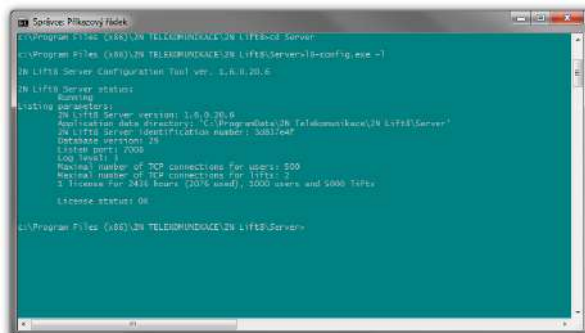 Správce: Příkazový řádek
c:\Program Files (x86)\2N TELEKOMUNIKACE\2N Lift8>cd Server
c:\Program Files (x86)\2N TELEKOMUNIKACE\2N Lift8\Server>l8-config.exe -l
2N Lift8 Server Configuration Tool ver. 1.6.0.20.6
2N Lift8 Server status:
Running
Listing parameters:
2N Lift8 Server version: 1.6.0.20.6
Application data directory: 'C:\ProgramData\2N Telekomunikace\2N Lift8\Server'
2N Lift8 Server identification number: 3d837e4f
Database version: 29
Listen port: 7008
Log level: 3
Maximal number of TCP connections for users: 500
Maximal number of TCP connections for lifts: 2
1 license for 2436 hours (2076 used), 5000 users and 5000 lifts
License status: OK
c:\Program Files (x86)\2N TELEKOMUNIKACE\2N Lift8\Server>